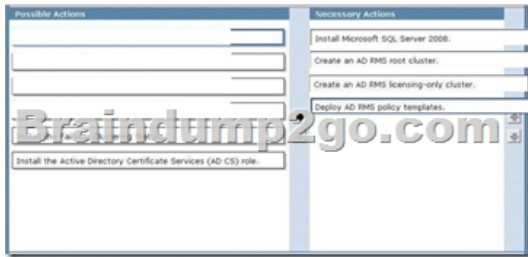 Possible Actions
Necessary Actions
Install Microsoft SQL Server 2008.
Create an AD RMS root cluster.
Create an AD RMS licensing-only cluster.
Deploy AD RMS policy templates.
Braindump2go.com
Install the Active Directory Certificate Services (AD CS) role.